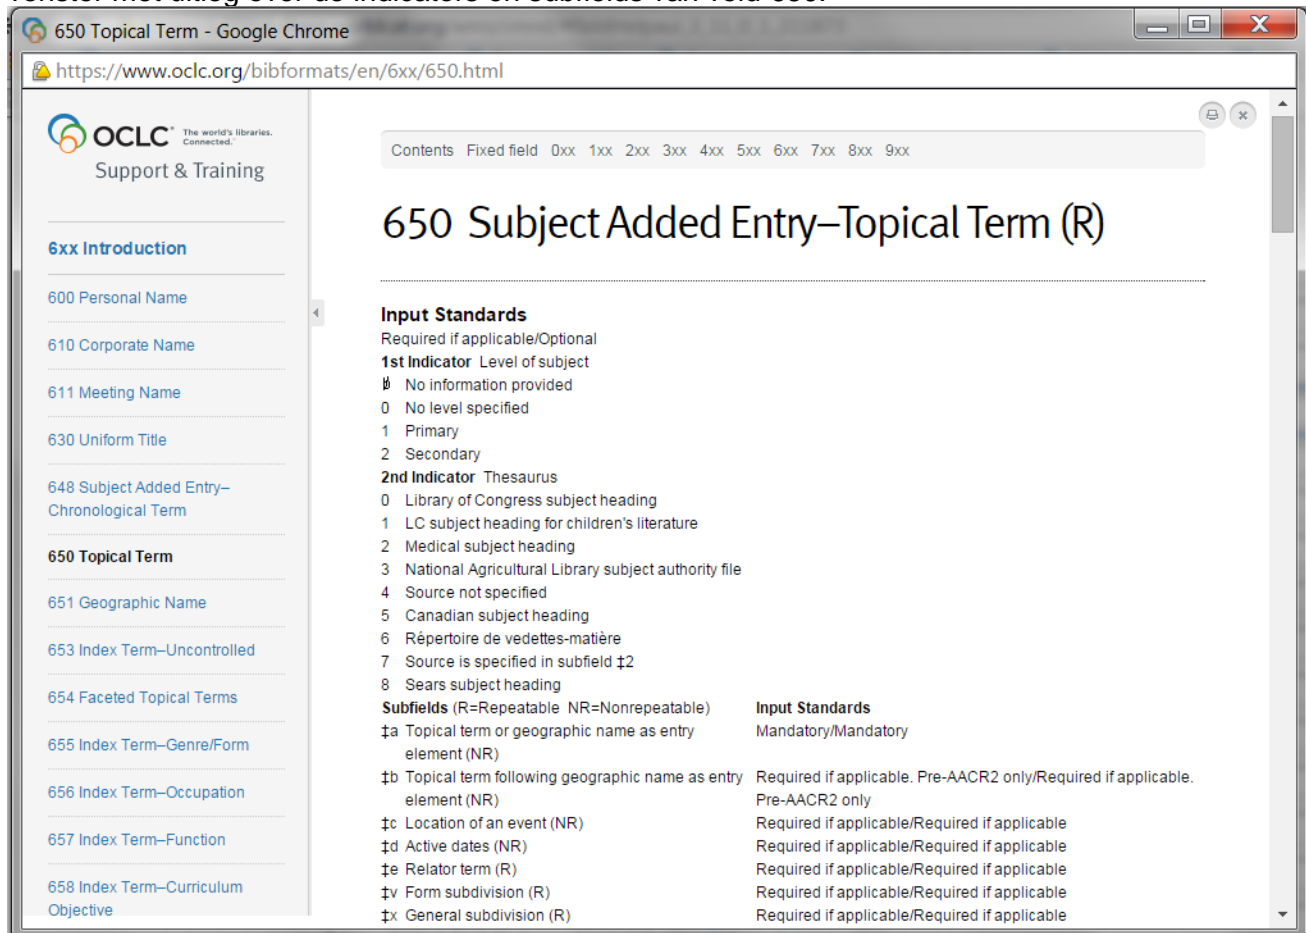 venster met uitleg over de indicators en subfields van veld 650.
650 Topical Term - Google Chrome
https://www.oclc.org/bibformats/en/6xx/650.html
OCLC® The world's libraries.
Connected.™
Support & Training
6xx Introduction
600 Personal Name
610 Corporate Name
611 Meeting Name
630 Uniform Title
648 Subject Added Entry–
Chronological Term
650 Topical Term
651 Geographic Name
653 Index Term–Uncontrolled
654 Faceted Topical Terms
655 Index Term–Genre/Form
656 Index Term–Occupation
657 Index Term–Function
658 Index Term–Curriculum
Objective
Contents Fixed field 0xx 1xx 2xx 3xx 4xx 5xx 6xx 7xx 8xx 9xx
650 Subject Added Entry–Topical Term (R)
Input Standards
Required if applicable/Optional
1st Indicator Level of subject
ƀ No information provided
0 No level specified
1 Primary
2 Secondary
2nd Indicator Thesaurus
0 Library of Congress subject heading
1 LC subject heading for children's literature
2 Medical subject heading
3 National Agricultural Library subject authority file
4 Source not specified
5 Canadian subject heading
6 Répertoire de vedettes-matière
7 Source is specified in subfield ‡2
8 Sears subject heading
Subfields (R=Repeatable NR=Nonrepeatable) Input Standards
‡a Topical term or geographic name as entry Mandatory/Mandatory
element (NR)
‡b Topical term following geographic name as entry Required if applicable. Pre-AACR2 only/Required if applicable.
element (NR) Pre-AACR2 only
‡c Location of an event (NR) Required if applicable/Required if applicable
‡d Active dates (NR) Required if applicable/Required if applicable
‡e Relator term (R) Required if applicable/Required if applicable
‡v Form subdivision (R) Required if applicable/Required if applicable
‡x General subdivision (R) Required if applicable/Required if applicable